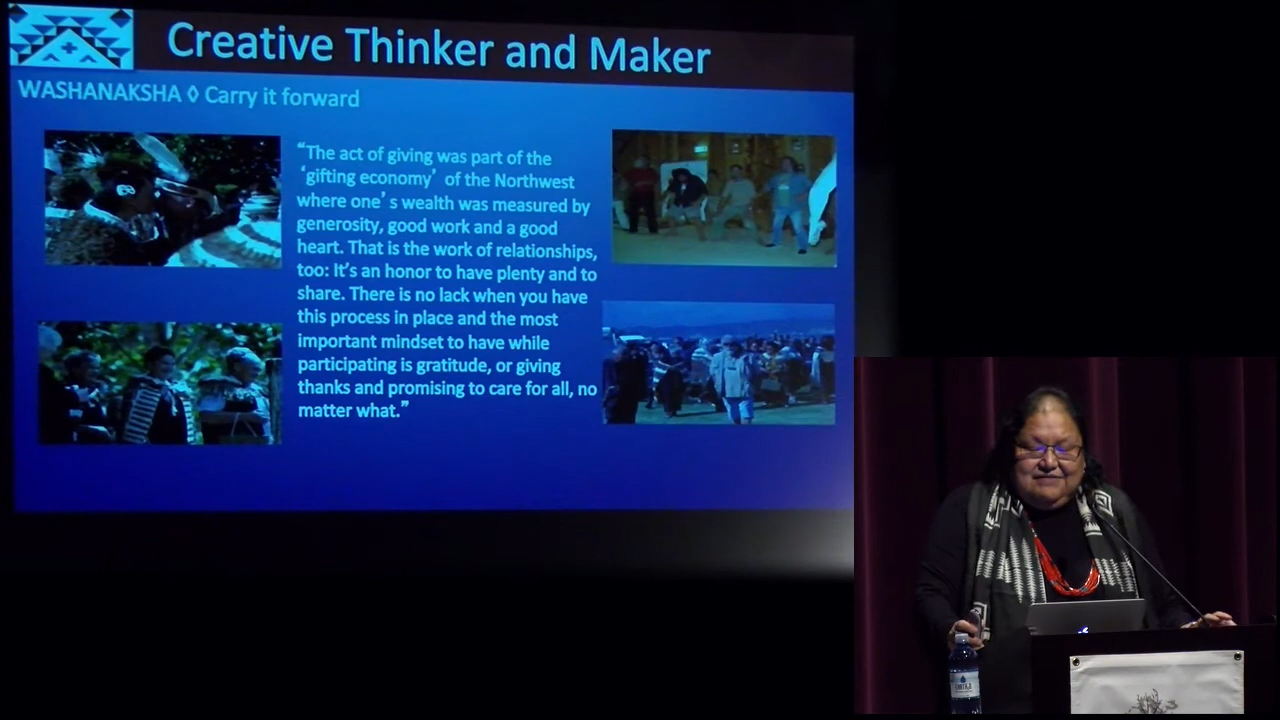 Creative Thinker and Maker
WASHANAKSHA ◊ Carry it forward
“The act of giving was part of the
‘gifting economy’ of the Northwest
where one’s wealth was measured by
generosity, good work and a good
heart. That is the work of relationships,
too: It’s an honor to have plenty and to
share. There is no lack when you have
this process in place and the most
important mindset to have while
participating is gratitude, or giving
thanks and promising to care for all, no
matter what.”